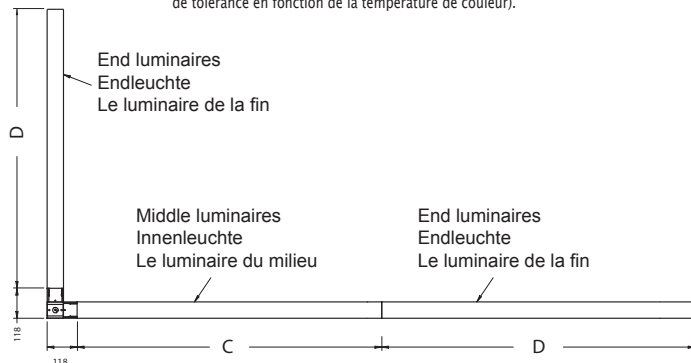 de tolérance en fonction de la température de couleur).
End luminaires
Endleuchte
Le luminaire de la fin
D
Middle luminaires
Innenleuchte
Le luminaire du milieu
End luminaires
Endleuchte
Le luminaire de la fin
118
118
C
D